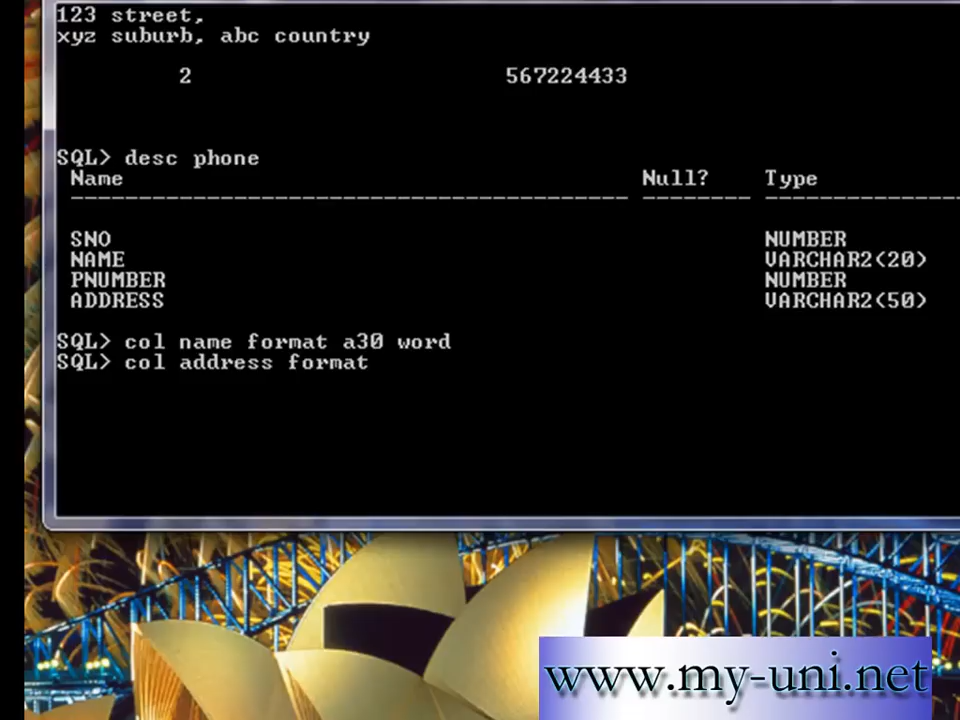 123 street,
xyz suburb, abc country
2 567224433
SQL> desc phone
Name Null? Type
SNO NUMBER
NAME VARCHAR2(20)
PNUMBER NUMBER
ADDRESS VARCHAR2(50)
SQL> col name format a30 word
SQL> col address format
www.my-uni.net